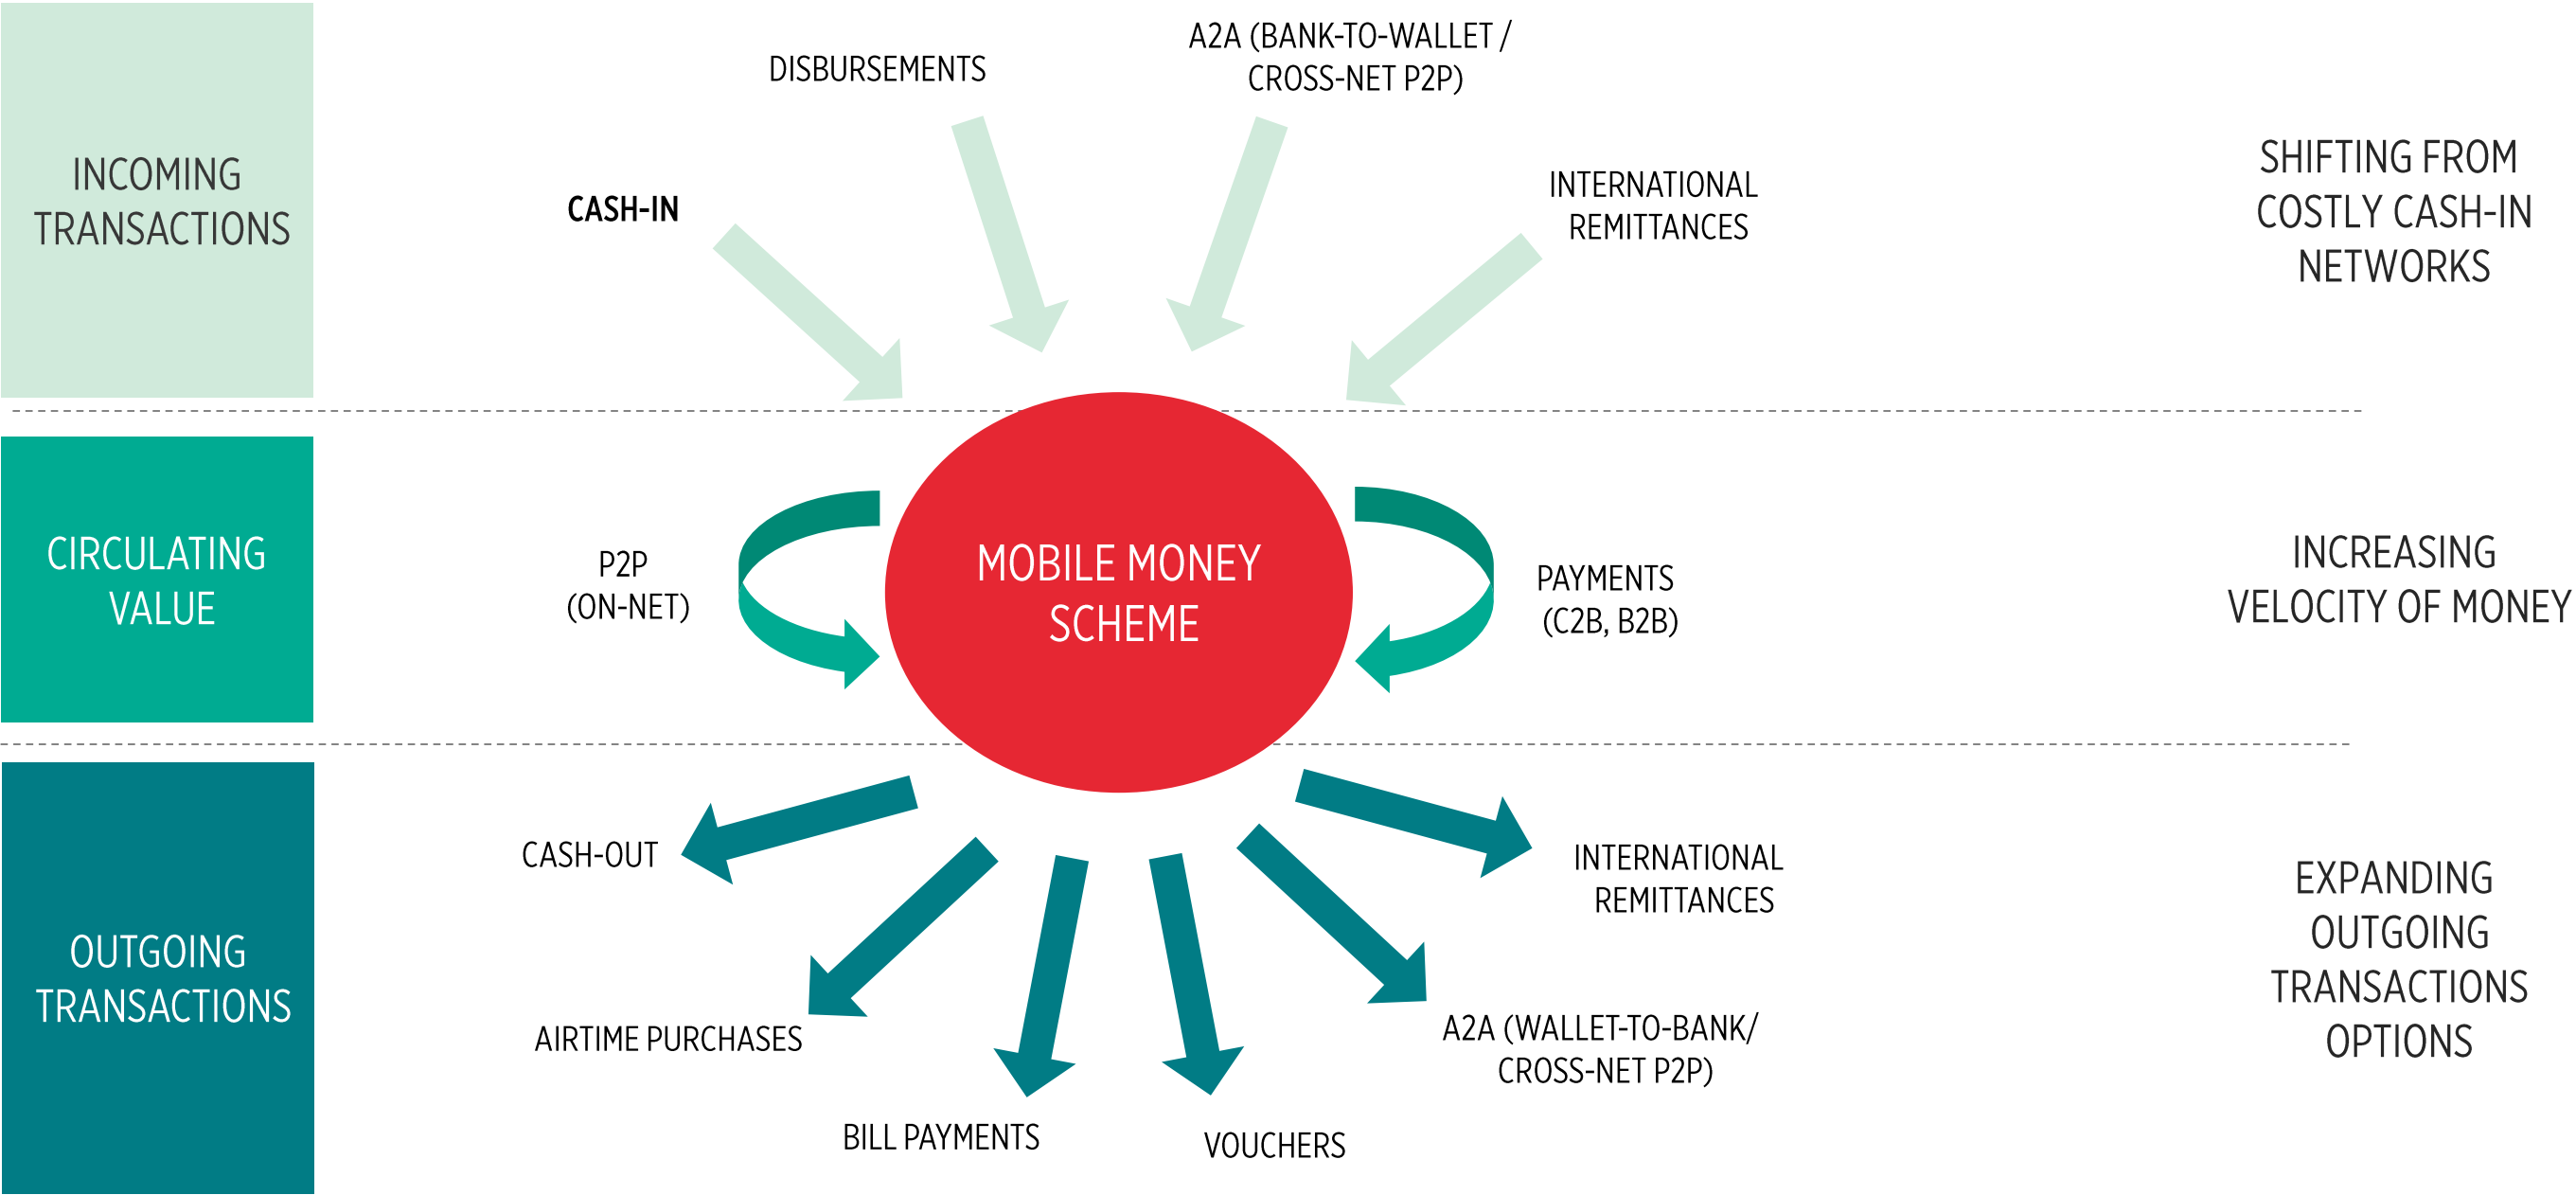 INCOMING
TRANSACTIONS
DISBURSEMENTS
A2A (BANK-TO-WALLET /
CROSS-NET P2P)
CASH-IN
INTERNATIONAL
REMITTANCES
SHIFTING FROM
COSTLY CASH-IN
NETWORKS
CIRCULATING
VALUE
P2P
(ON-NET)
MOBILE MONEY
SCHEME
PAYMENTS
(C2B, B2B)
INCREASING
VELOCITY OF MONEY
OUTGOING
TRANSACTIONS
CASH-OUT
AIRTIME PURCHASES
BILL PAYMENTS
VOUCHERS
A2A (WALLET-TO-BANK/
CROSS-NET P2P)
INTERNATIONAL
REMITTANCES
EXPANDING
OUTGOING
TRANSACTIONS
OPTIONS